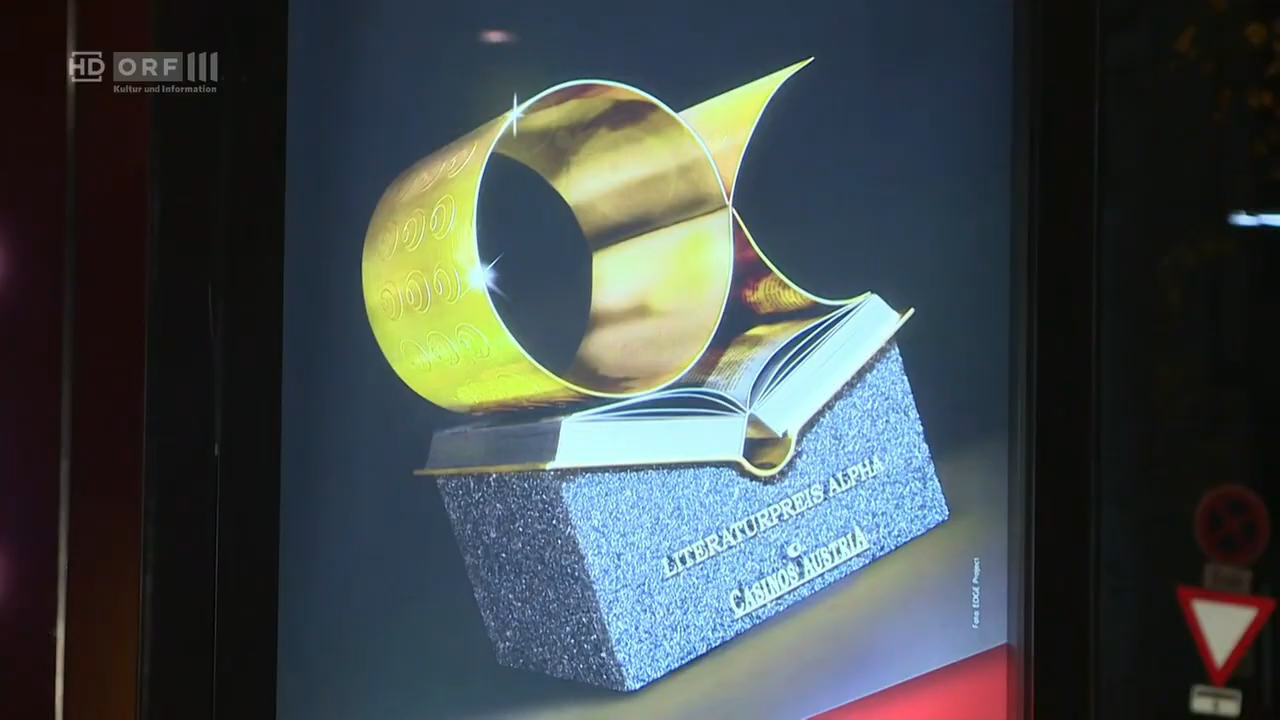 HD ORF III
Kultur und Information
LITERATURPREIS ALPHA
CASINOS AUSTRIA
Foto: EDGE Project